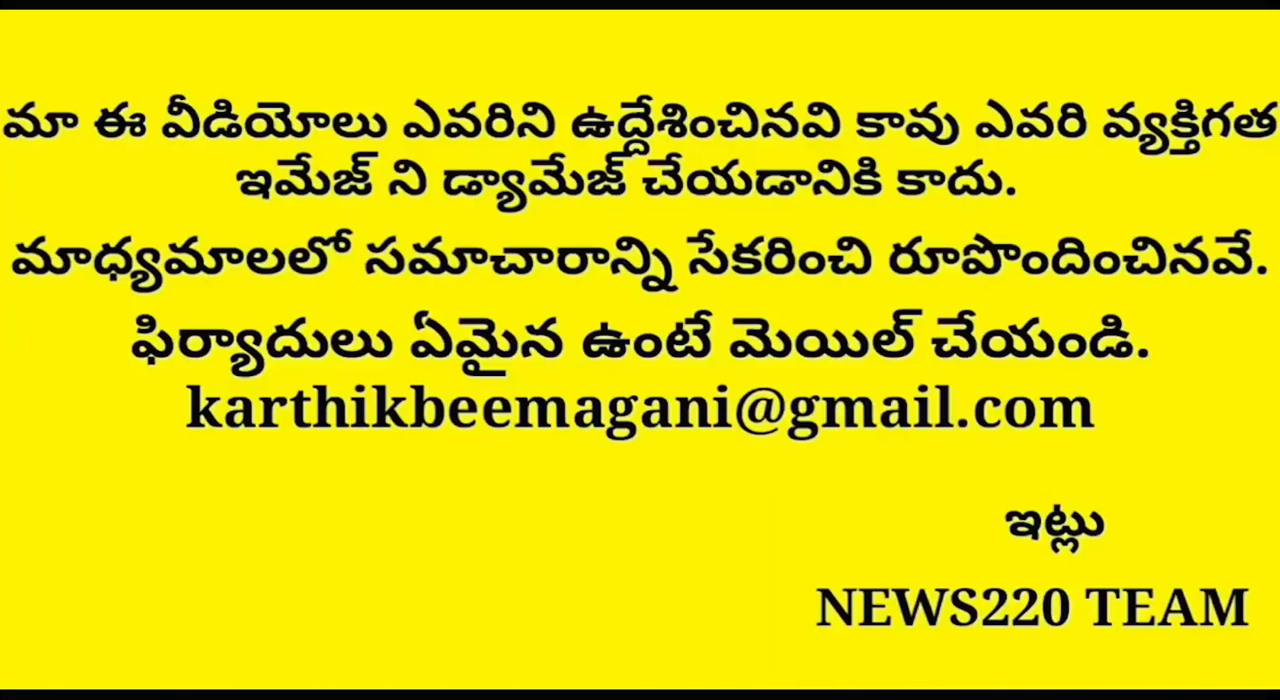 మా ఈ వీడియోలు ఎవరిని ఉద్దేశించినవి కావు ఎవరి వ్యక్తిగత
ఇమేజ్ ని డ్యామేజ్ చేయడానికి కాదు.
మాధ్యమాలలో సమాచారాన్ని సేకరించి రూపొందించినవే.
ఫిర్యాదులు ఏమైన ఉంటే మెయిల్ చేయండి.
karthikbeemagani@gmail.com
ఇట్లు
NEWS220 TEAM